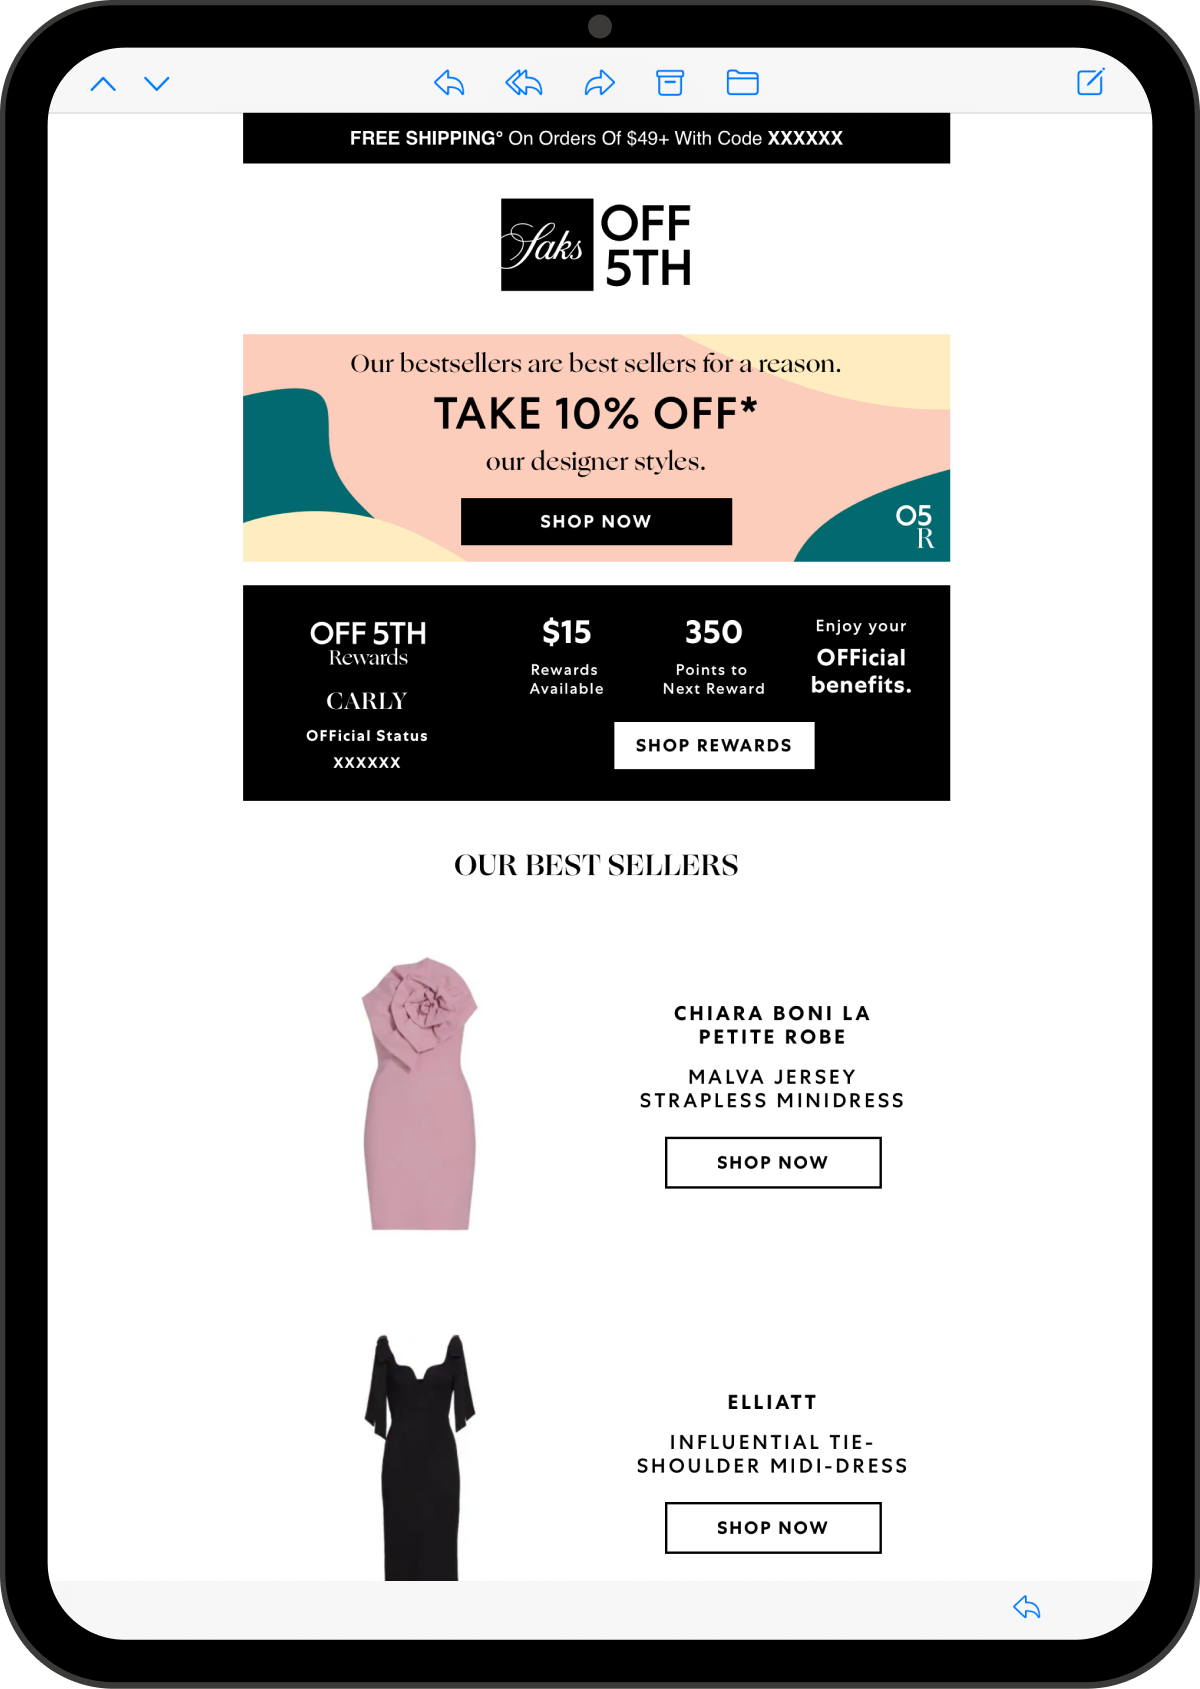 FREE SHIPPING° On Orders Of $49+ With Code XXXXXX
Saks
OFF
5TH
Our bestsellers are best sellers for a reason.
TAKE 10% OFF*
our designer styles.
SHOP NOW
O5
R
OFF 5TH
Rewards
CARLY
OFFicial Status
XXXXXX
$15
Rewards
Available
350
Points to
Next Reward
Enjoy your
OFFicial
benefits.
SHOP REWARDS
OUR BEST SELLERS
CHIARA BONI LA
PETITE ROBE
MALVA JERSEY
STRAPLESS MINIDRESS
SHOP NOW
ELLIATT
INFLUENTIAL TIE-
SHOULDER MIDI-DRESS
SHOP NOW